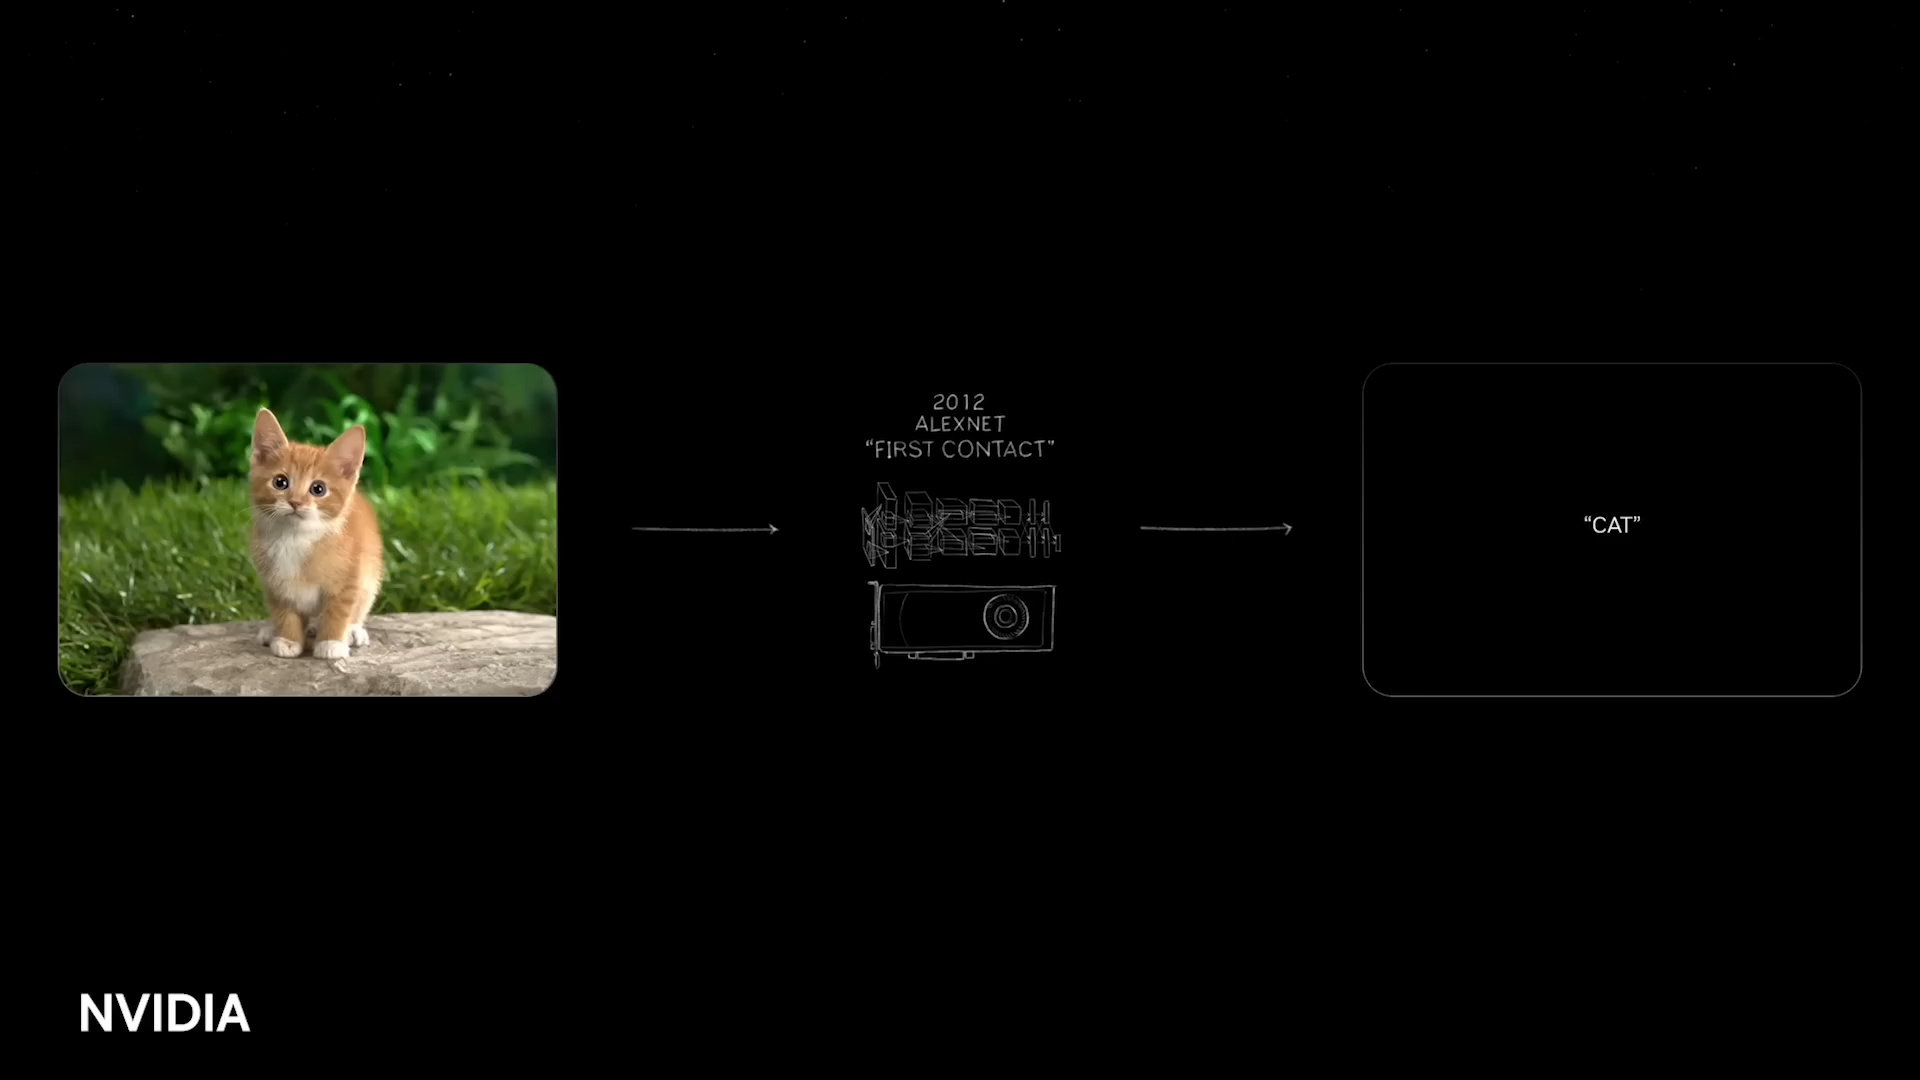 2012
ALEXNET
“FIRST CONTACT”
“CAT”
NVIDIA